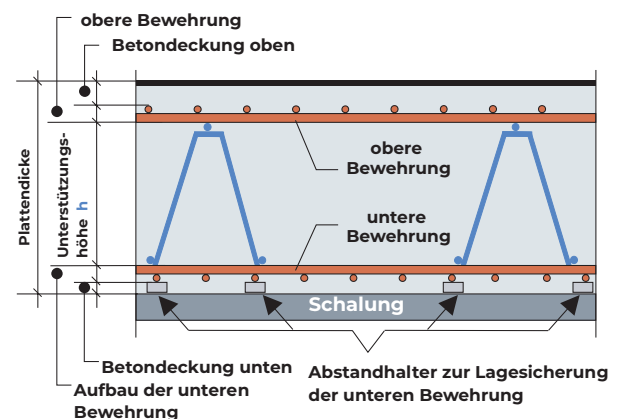 obere Bewehrung
Betondeckung oben
Plattendicke
Unterstützungs-
höhe h
obere
Bewehrung
untere
Bewehrung
Schalung
Betondeckung unten
Aufbau der unteren
Bewehrung
Abstandhalter zur Lagesicherung
der unteren Bewehrung